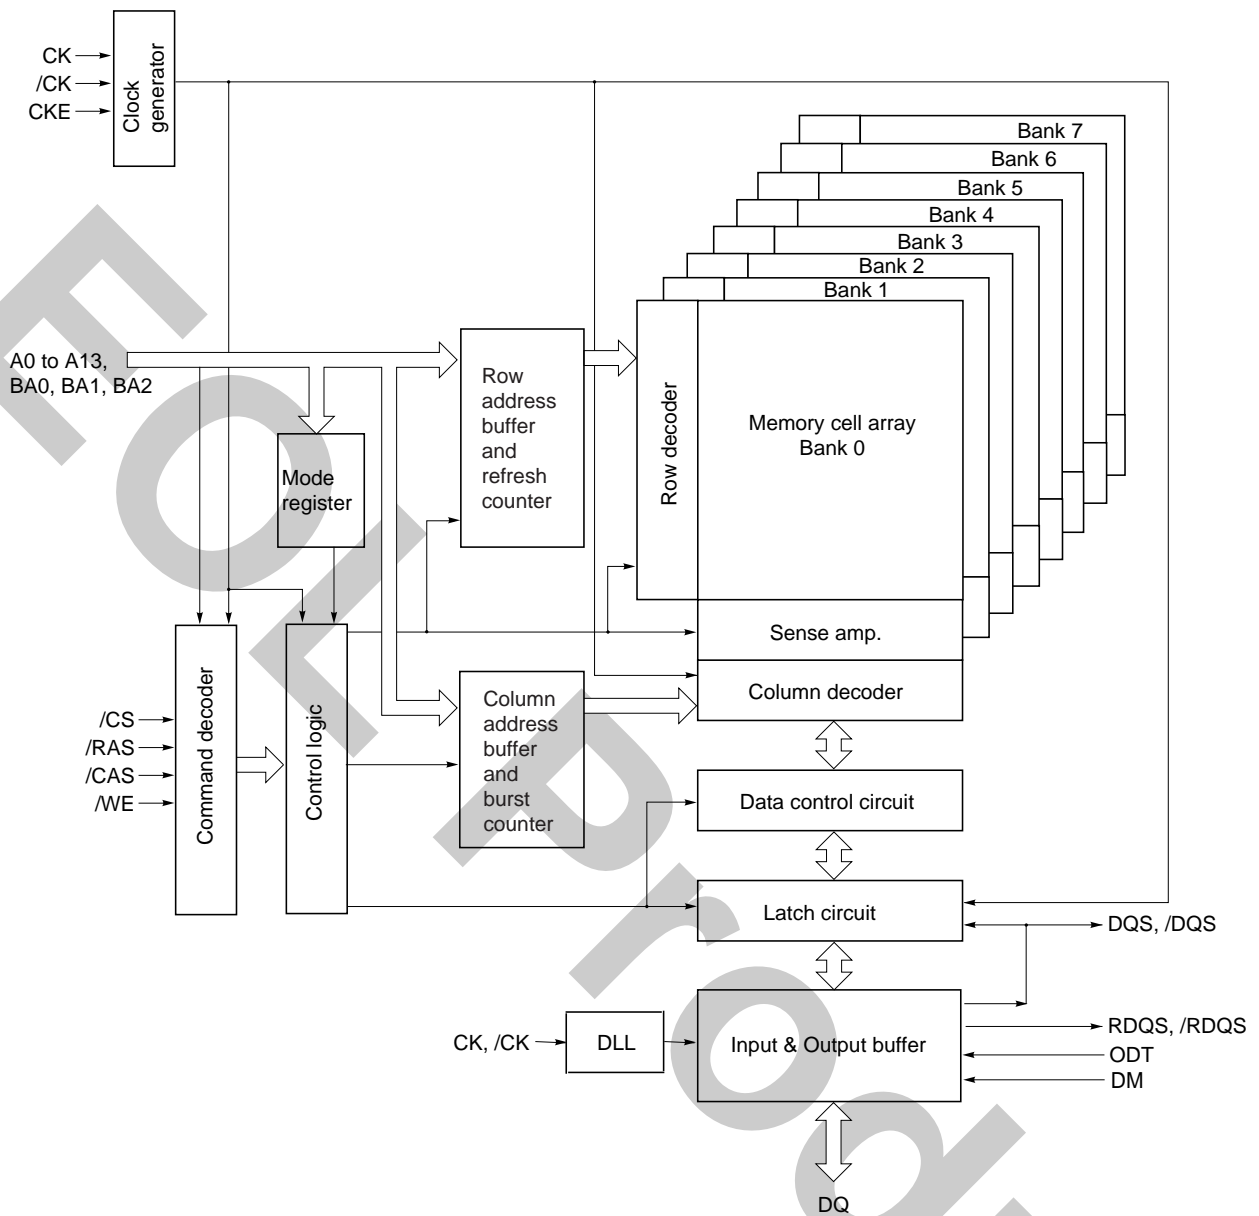 CK
/CK
CKE
Clock
generator
Bank 7
Bank 6
Bank 5
Bank 4
Bank 3
Bank 2
Bank 1
A0 to A13,
BA0, BA1, BA2
Row
address
buffer
and
refresh
counter
Row decoder
Memory cell array
Bank 0
Mode
register
Sense amp.
Column decoder
/CS
/RAS
/CAS
/WE
Command decoder
Control logic
Column
address
buffer
and
burst
counter
Data control circuit
Latch circuit
DQS, /DQS
CK, /CK
DLL
Input & Output buffer
RDQS, /RDQS
ODT
DM
DQ
EOL Prod